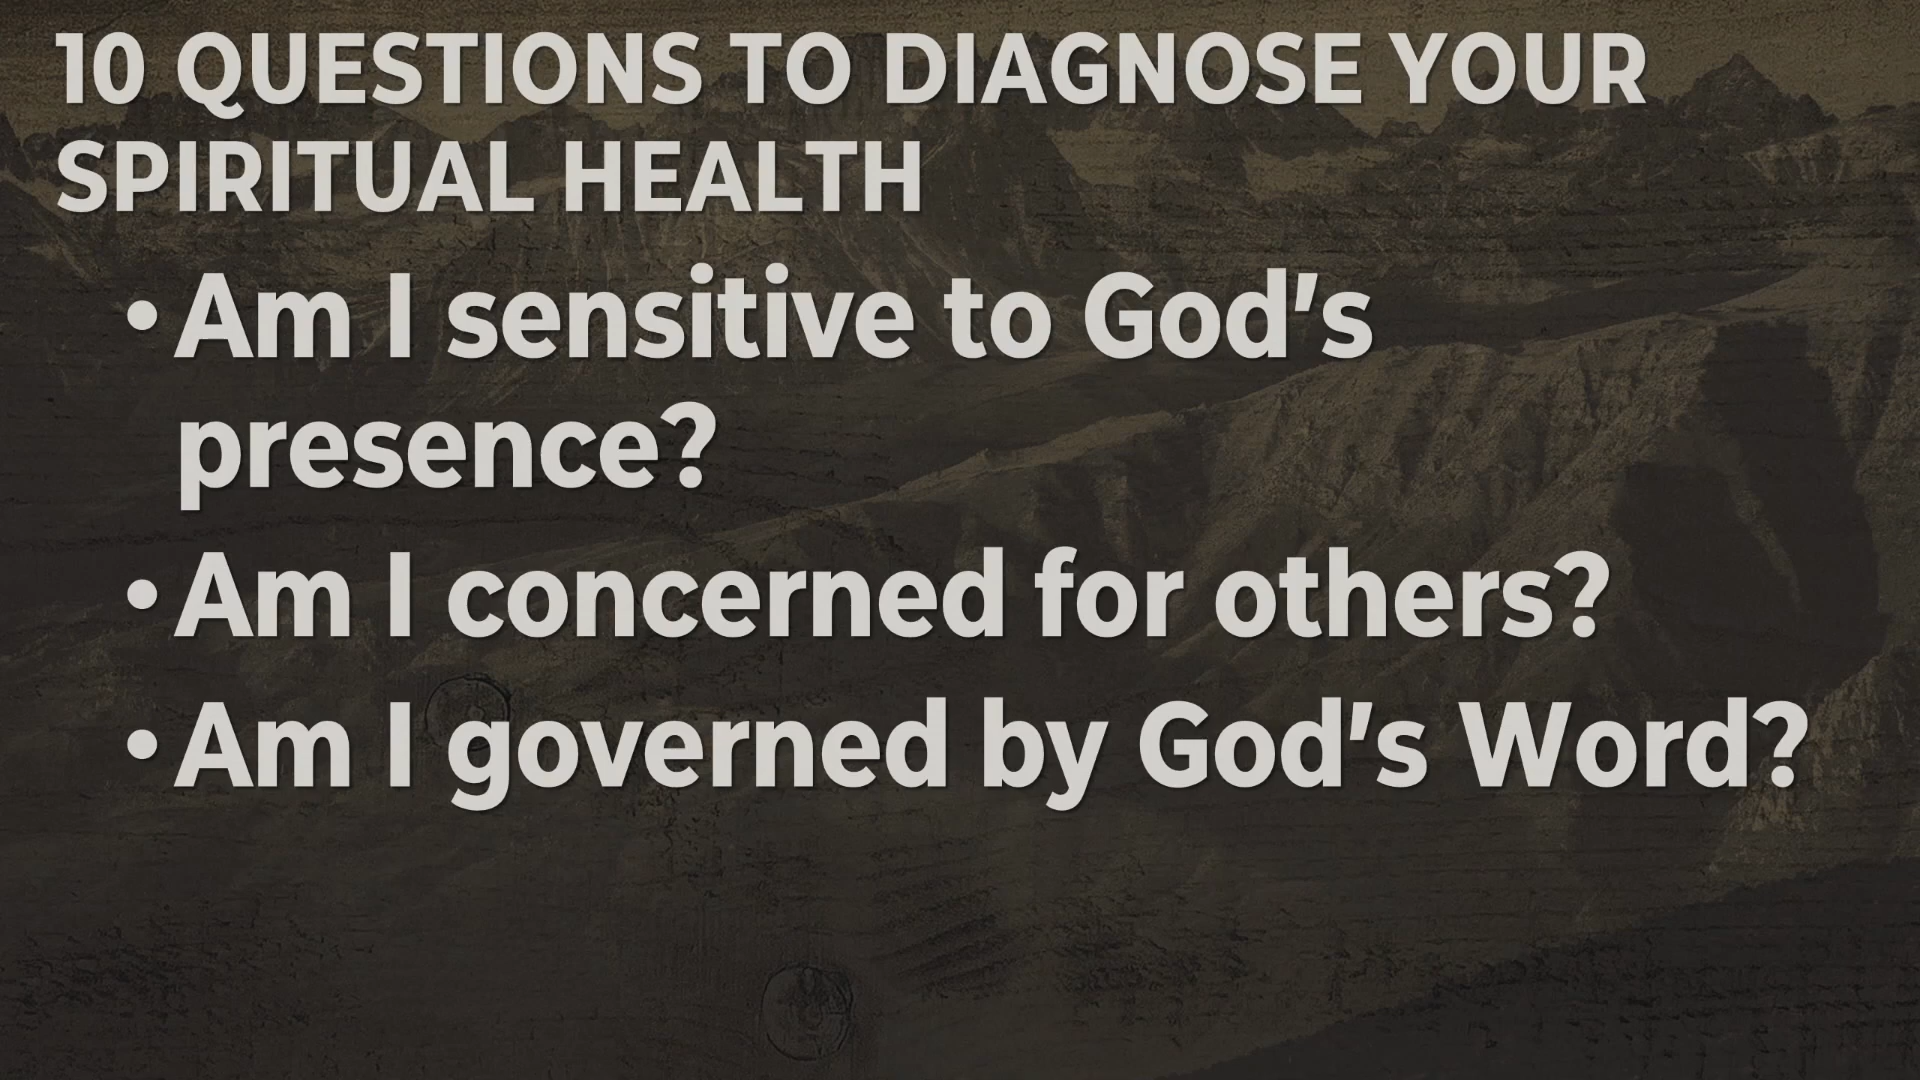 10 QUESTIONS TO DIAGNOSE YOUR
SPIRITUAL HEALTH
• Am I sensitive to God's
presence?
• Am I concerned for others?
• Am I governed by God's Word?